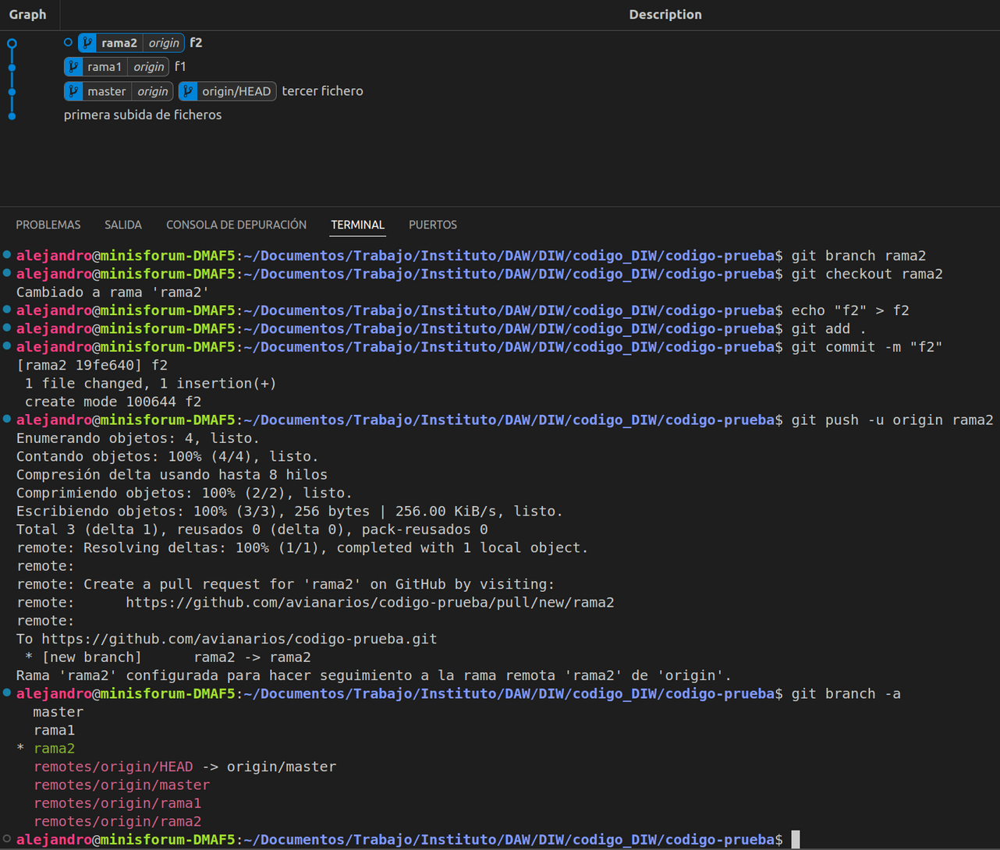 Graph Description
rama2 origin f2
rama1 origin f1
master origin origin/HEAD tercer fichero
primera subida de ficheros
PROBLEMAS SALIDA CONSOLA DE DEPURACIÓN TERMINAL PUERTOS
alejandro@minisforum-DMAF5:~/Documentos/Trabajo/Instituto/DAW/DIW/codigo_DIW/codigo-prueba$ git branch rama2
alejandro@minisforum-DMAF5:~/Documentos/Trabajo/Instituto/DAW/DIW/codigo_DIW/codigo-prueba$ git checkout rama2
Cambiado a rama 'rama2'
alejandro@minisforum-DMAF5:~/Documentos/Trabajo/Instituto/DAW/DIW/codigo_DIW/codigo-prueba$ echo "f2" > f2
alejandro@minisforum-DMAF5:~/Documentos/Trabajo/Instituto/DAW/DIW/codigo_DIW/codigo-prueba$ git add .
alejandro@minisforum-DMAF5:~/Documentos/Trabajo/Instituto/DAW/DIW/codigo_DIW/codigo-prueba$ git commit -m "f2"
[rama2 19fe640] f2
 1 file changed, 1 insertion(+)
 create mode 100644 f2
alejandro@minisforum-DMAF5:~/Documentos/Trabajo/Instituto/DAW/DIW/codigo_DIW/codigo-prueba$ git push -u origin rama2
Enumerando objetos: 4, listo.
Contando objetos: 100% (4/4), listo.
Compresión delta usando hasta 8 hilos
Comprimiendo objetos: 100% (2/2), listo.
Escribiendo objetos: 100% (3/3), 256 bytes | 256.00 KiB/s, listo.
Total 3 (delta 1), reusados 0 (delta 0), pack-reusados 0
remote: Resolving deltas: 100% (1/1), completed with 1 local object.
remote:
remote: Create a pull request for 'rama2' on GitHub by visiting:
remote:      https://github.com/avianarios/codigo-prueba/pull/new/rama2
remote:
To https://github.com/avianarios/codigo-prueba.git
 * [new branch]      rama2 -> rama2
Rama 'rama2' configurada para hacer seguimiento a la rama remota 'rama2' de 'origin'.
alejandro@minisforum-DMAF5:~/Documentos/Trabajo/Instituto/DAW/DIW/codigo_DIW/codigo-prueba$ git branch -a
  master
  rama1
* rama2
  remotes/origin/HEAD -> origin/master
  remotes/origin/master
  remotes/origin/rama1
  remotes/origin/rama2
alejandro@minisforum-DMAF5:~/Documentos/Trabajo/Instituto/DAW/DIW/codigo_DIW/codigo-prueba$